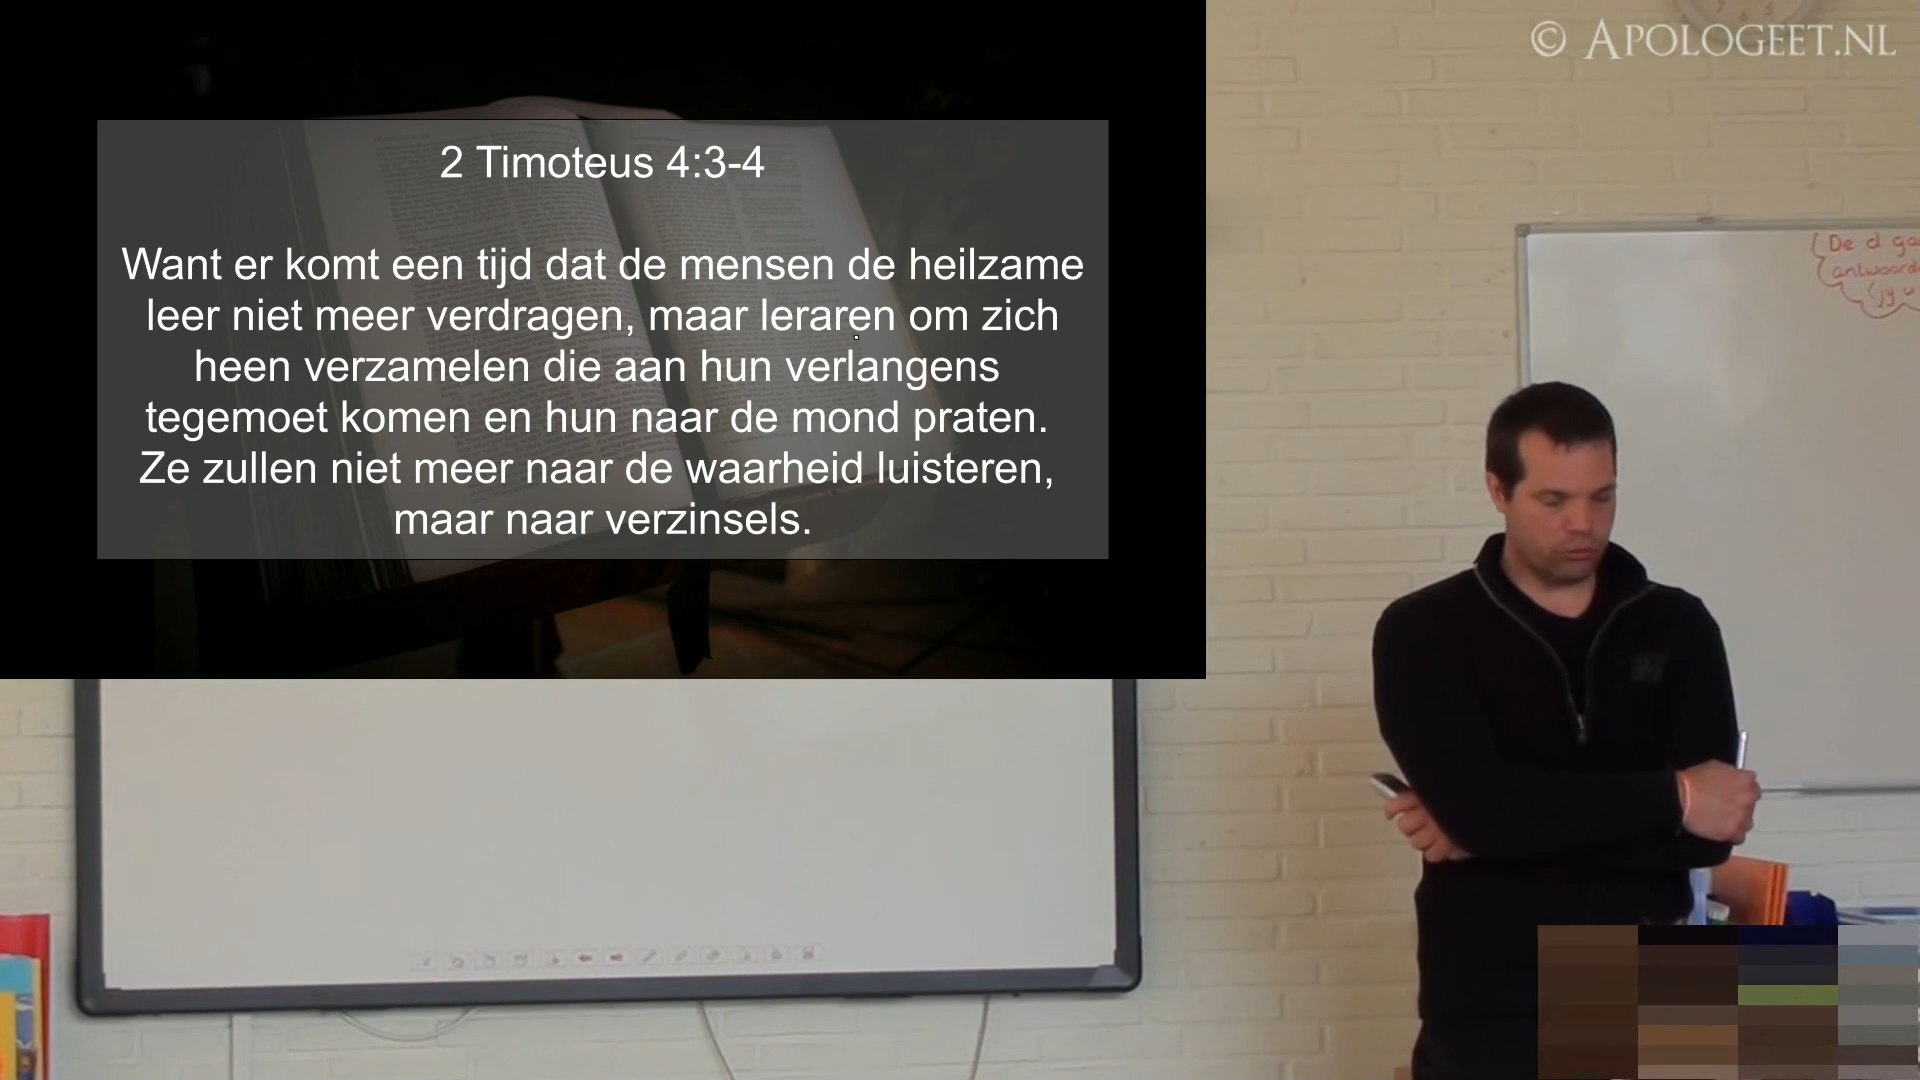 © APOLOGEET.NL
2 Timoteus 4:3-4
Want er komt een tijd dat de mensen de heilzame
leer niet meer verdragen, maar leraren om zich
heen verzamelen die aan hun verlangens
tegemoet komen en hun naar de mond praten.
Ze zullen niet meer naar de waarheid luisteren,
maar naar verzinsels.
De d